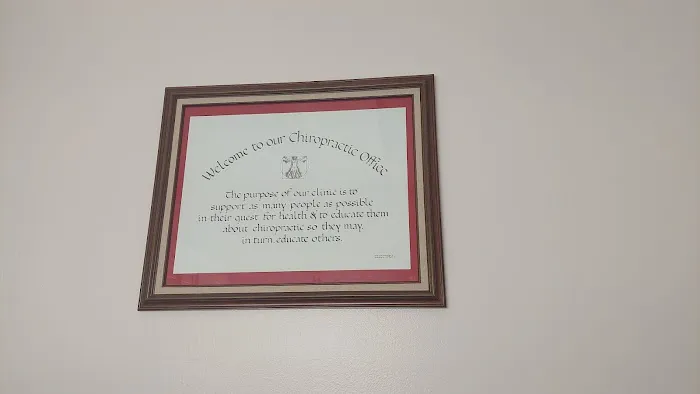 Welcome to our Chiropractic Office
The purpose of our clinic is to
support as many people as possible
in their quest for health & to educate them
about chiropractic so they may,
in turn, educate others.